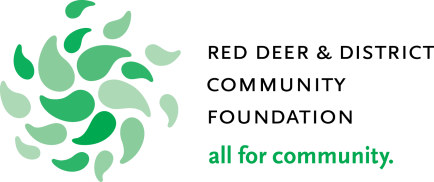 RED DEER & DISTRICT
COMMUNITY
FOUNDATION
all for community.